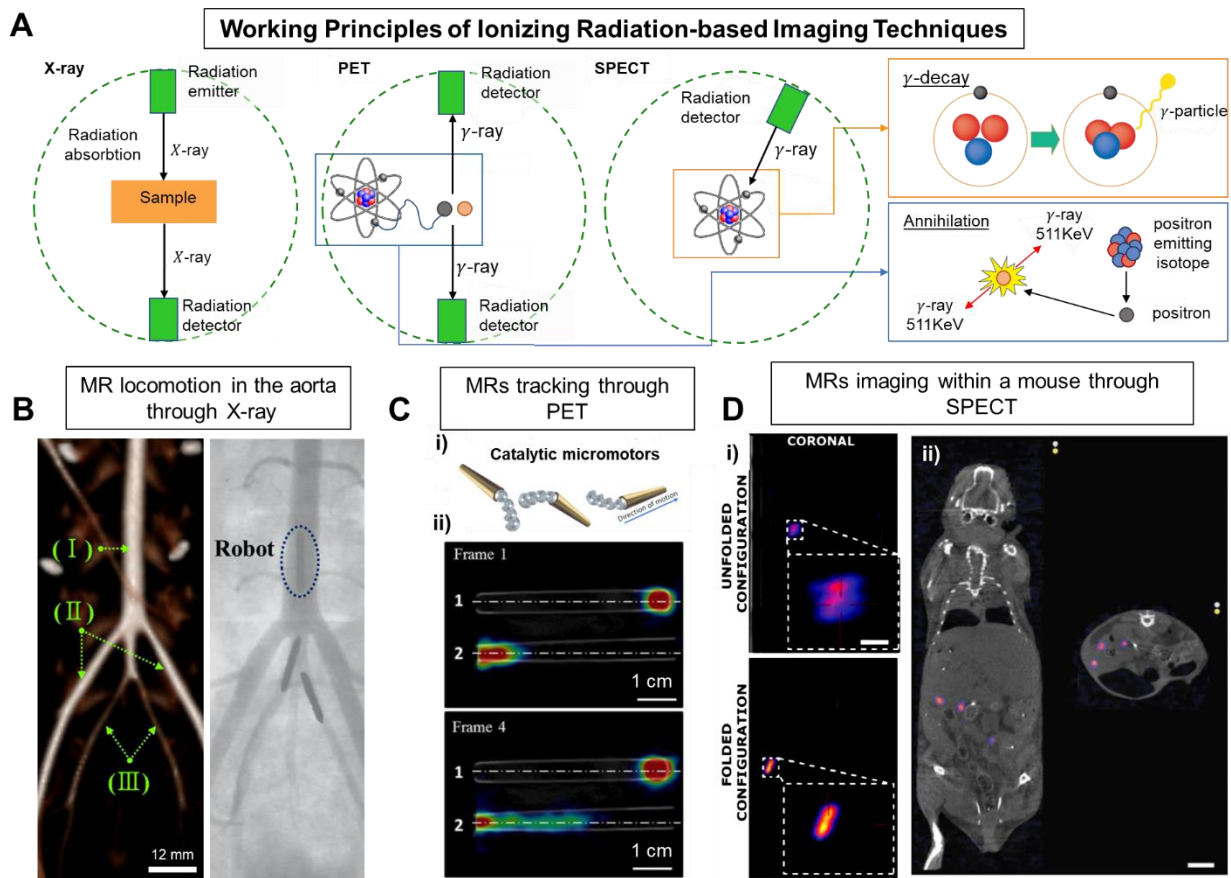 A
Working Principles of Ionizing Radiation-based Imaging Techniques
X-ray
Radiation
emitter
Radiation
absorbtion
X-ray
Sample
X-ray
Radiation
detector
PET
Radiation
detector
γ-ray
γ-ray
Radiation
detector
SPECT
Radiation
detector
γ-ray
γ-decay
γ-particle
Annihilation
γ-ray
511KeV
γ-ray
511KeV
positron
emitting
isotope
positron
B
MR locomotion in the aorta
through X-ray
(I)
(II)
(III)
12 mm
Robot
C
MRs tracking through
PET
i)
Catalytic micromotors
Direction of motion
ii)
Frame 1
1
2
1 cm
Frame 4
1
2
1 cm
D
MRs imaging within a mouse through
SPECT
i)
CORONAL
UNFOLDED
CONFIGURATION
FOLDED
CONFIGURATION
ii)